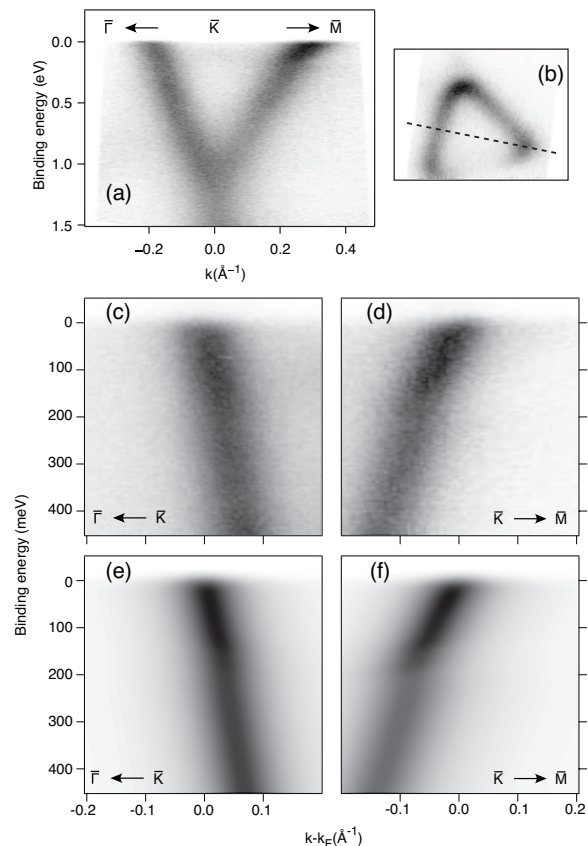 Γ̄ ← K̄ → M̄
0.0
0.5
1.0
1.5
Binding energy (eV)
(a)
−0.2 0.0 0.2 0.4
k(Å⁻¹)
(b)
(c) (d)
0
100
200
300
400
Γ̄ ← K̄ K̄ → M̄
Binding energy (meV)
(e) (f)
0
100
200
300
400
Γ̄ ← K̄ K̄ → M̄
-0.2 -0.1 0.0 0.1 -0.1 0.0 0.1 0.2
k-k_F(Å⁻¹)